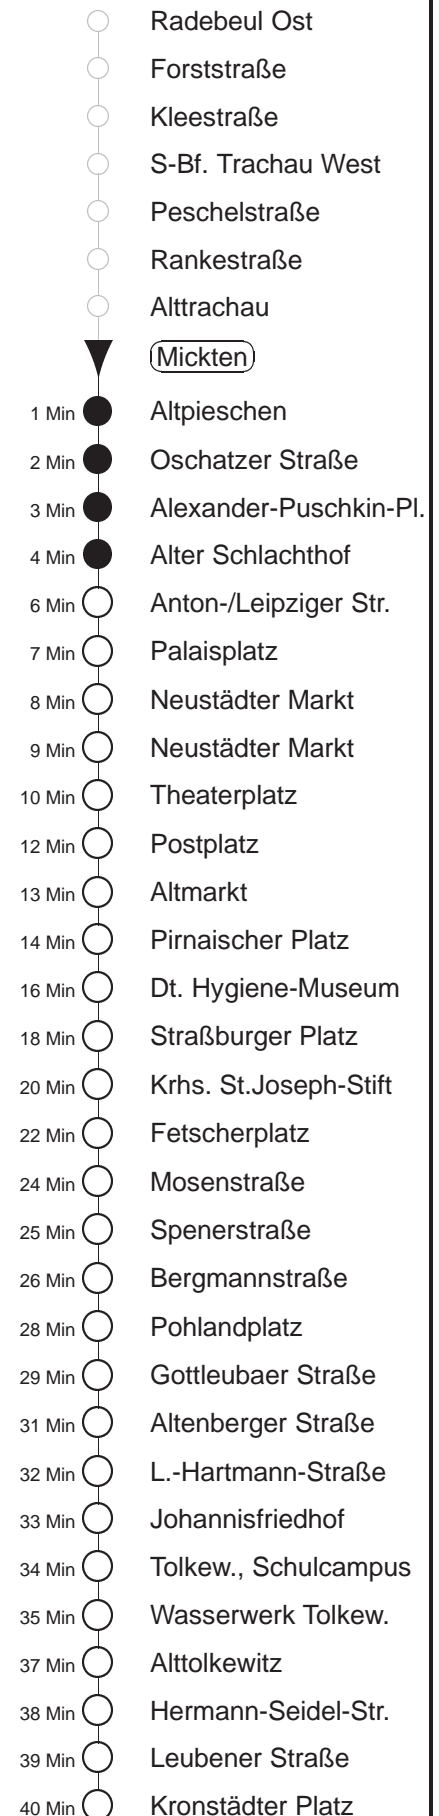 Radebeul Ost
Forststraße
Kleestraße
S-Bf. Trachau West
Peschelstraße
Rankestraße
Alttrachau
Mickten
1 Min Altpieschen
2 Min Oschatzer Straße
3 Min Alexander-Puschkin-Pl.
4 Min Alter Schlachthof
6 Min Anton-/Leipziger Str.
7 Min Palaisplatz
8 Min Neustädter Markt
9 Min Neustädter Markt
10 Min Theaterplatz
12 Min Postplatz
13 Min Altmarkt
14 Min Pirnaischer Platz
16 Min Dt. Hygiene-Museum
18 Min Straßburger Platz
20 Min Krhs. St.Joseph-Stift
22 Min Fetscherplatz
24 Min Mosenstraße
25 Min Spenerstraße
26 Min Bergmannstraße
28 Min Pohlandplatz
29 Min Gottleubaer Straße
31 Min Altenberger Straße
32 Min L.-Hartmann-Straße
33 Min Johannisfriedhof
34 Min Tolkew., Schulcampus
35 Min Wasserwerk Tolkew.
37 Min Alttolkewitz
38 Min Hermann-Seidel-Str.
39 Min Leubener Straße
40 Min Kronstädter Platz